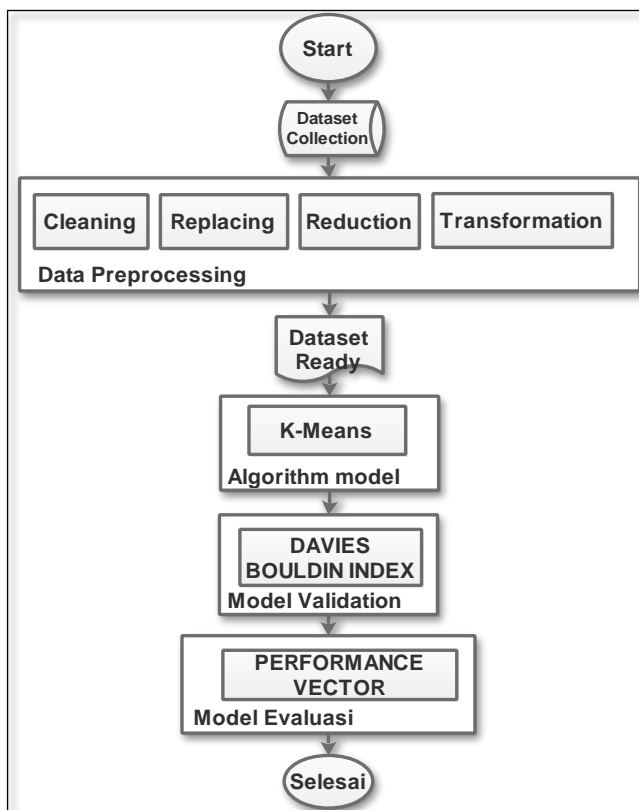 Start
Dataset
Collection
Cleaning
Replacing
Reduction
Transformation
Data Preprocessing
Dataset
Ready
K-Means
Algorithm model
DAVIES
BOULDIN INDEX
Model Validation
PERFORMANCE
VECTOR
Model Evaluasi
Selesai